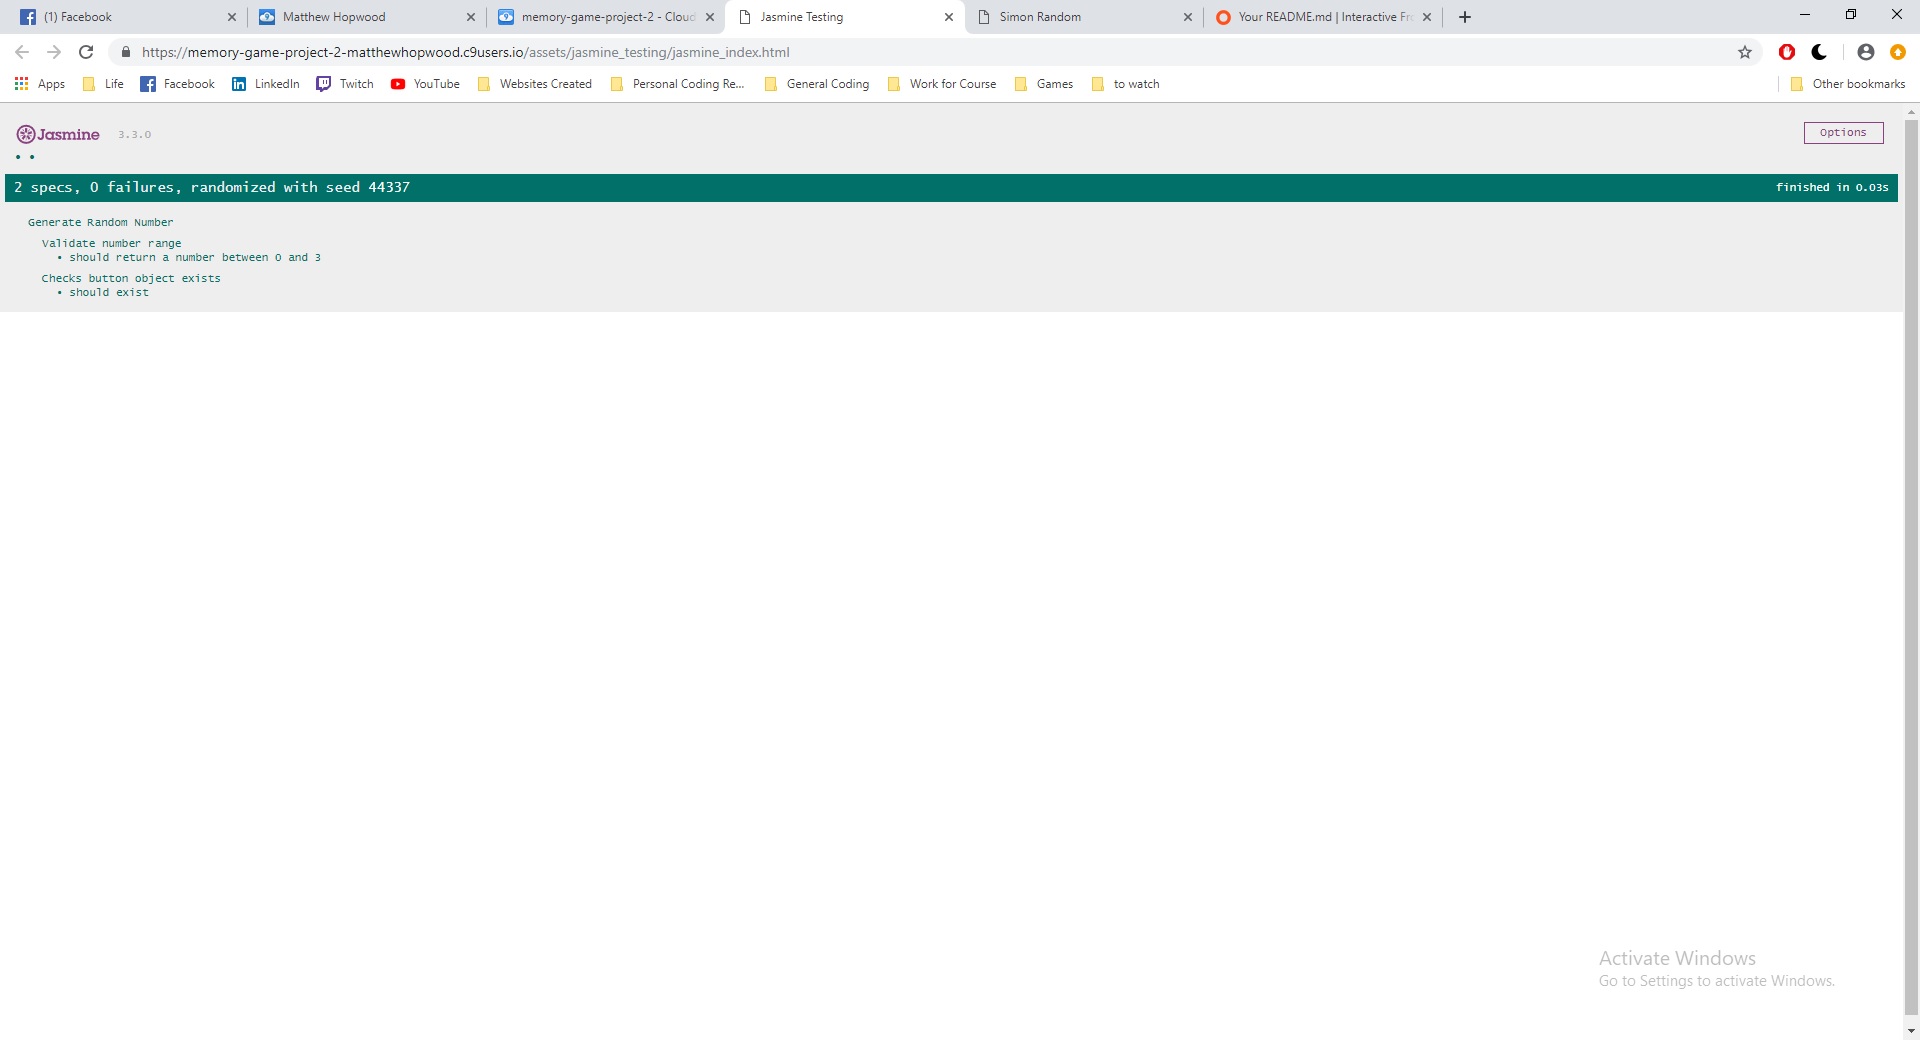 (1) Facebook
Matthew Hopwood
memory-game-project-2 - Cloud
Jasmine Testing
Simon Random
Your README.md | Interactive Fr
https://memory-game-project-2-matthewhopwood.c9users.io/assets/jasmine_testing/jasmine_index.html
Apps Life Facebook LinkedIn Twitch YouTube Websites Created Personal Coding Re... General Coding Work for Course Games to watch Other bookmarks
Jasmine 3.3.0 Options
2 specs, 0 failures, randomized with seed 44337 finished in 0.03s
Generate Random Number
Validate number range
• should return a number between 0 and 3
Checks button object exists
• should exist
Activate Windows
Go to Settings to activate Windows.